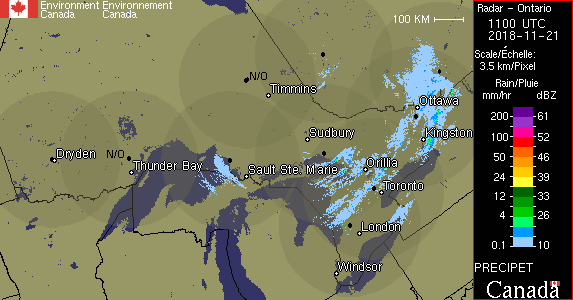 Environment Environnement
Canada Canada
100 KM
N/O
Timmins
Ottawa
Kingston
Sudbury
Dryden
N/O
Thunder Bay
Sault Ste. Marie
Orillia
Toronto
London
Windsor
Radar - Ontario
1100 UTC
2018-11-21
Scale/Échelle:
3.5 km/Pixel
Rain/Pluie
mm/hr dBZ
200 61
100 52
50 46
24 39
12 33
4 26
0.1 10
PRECIPET
Canada